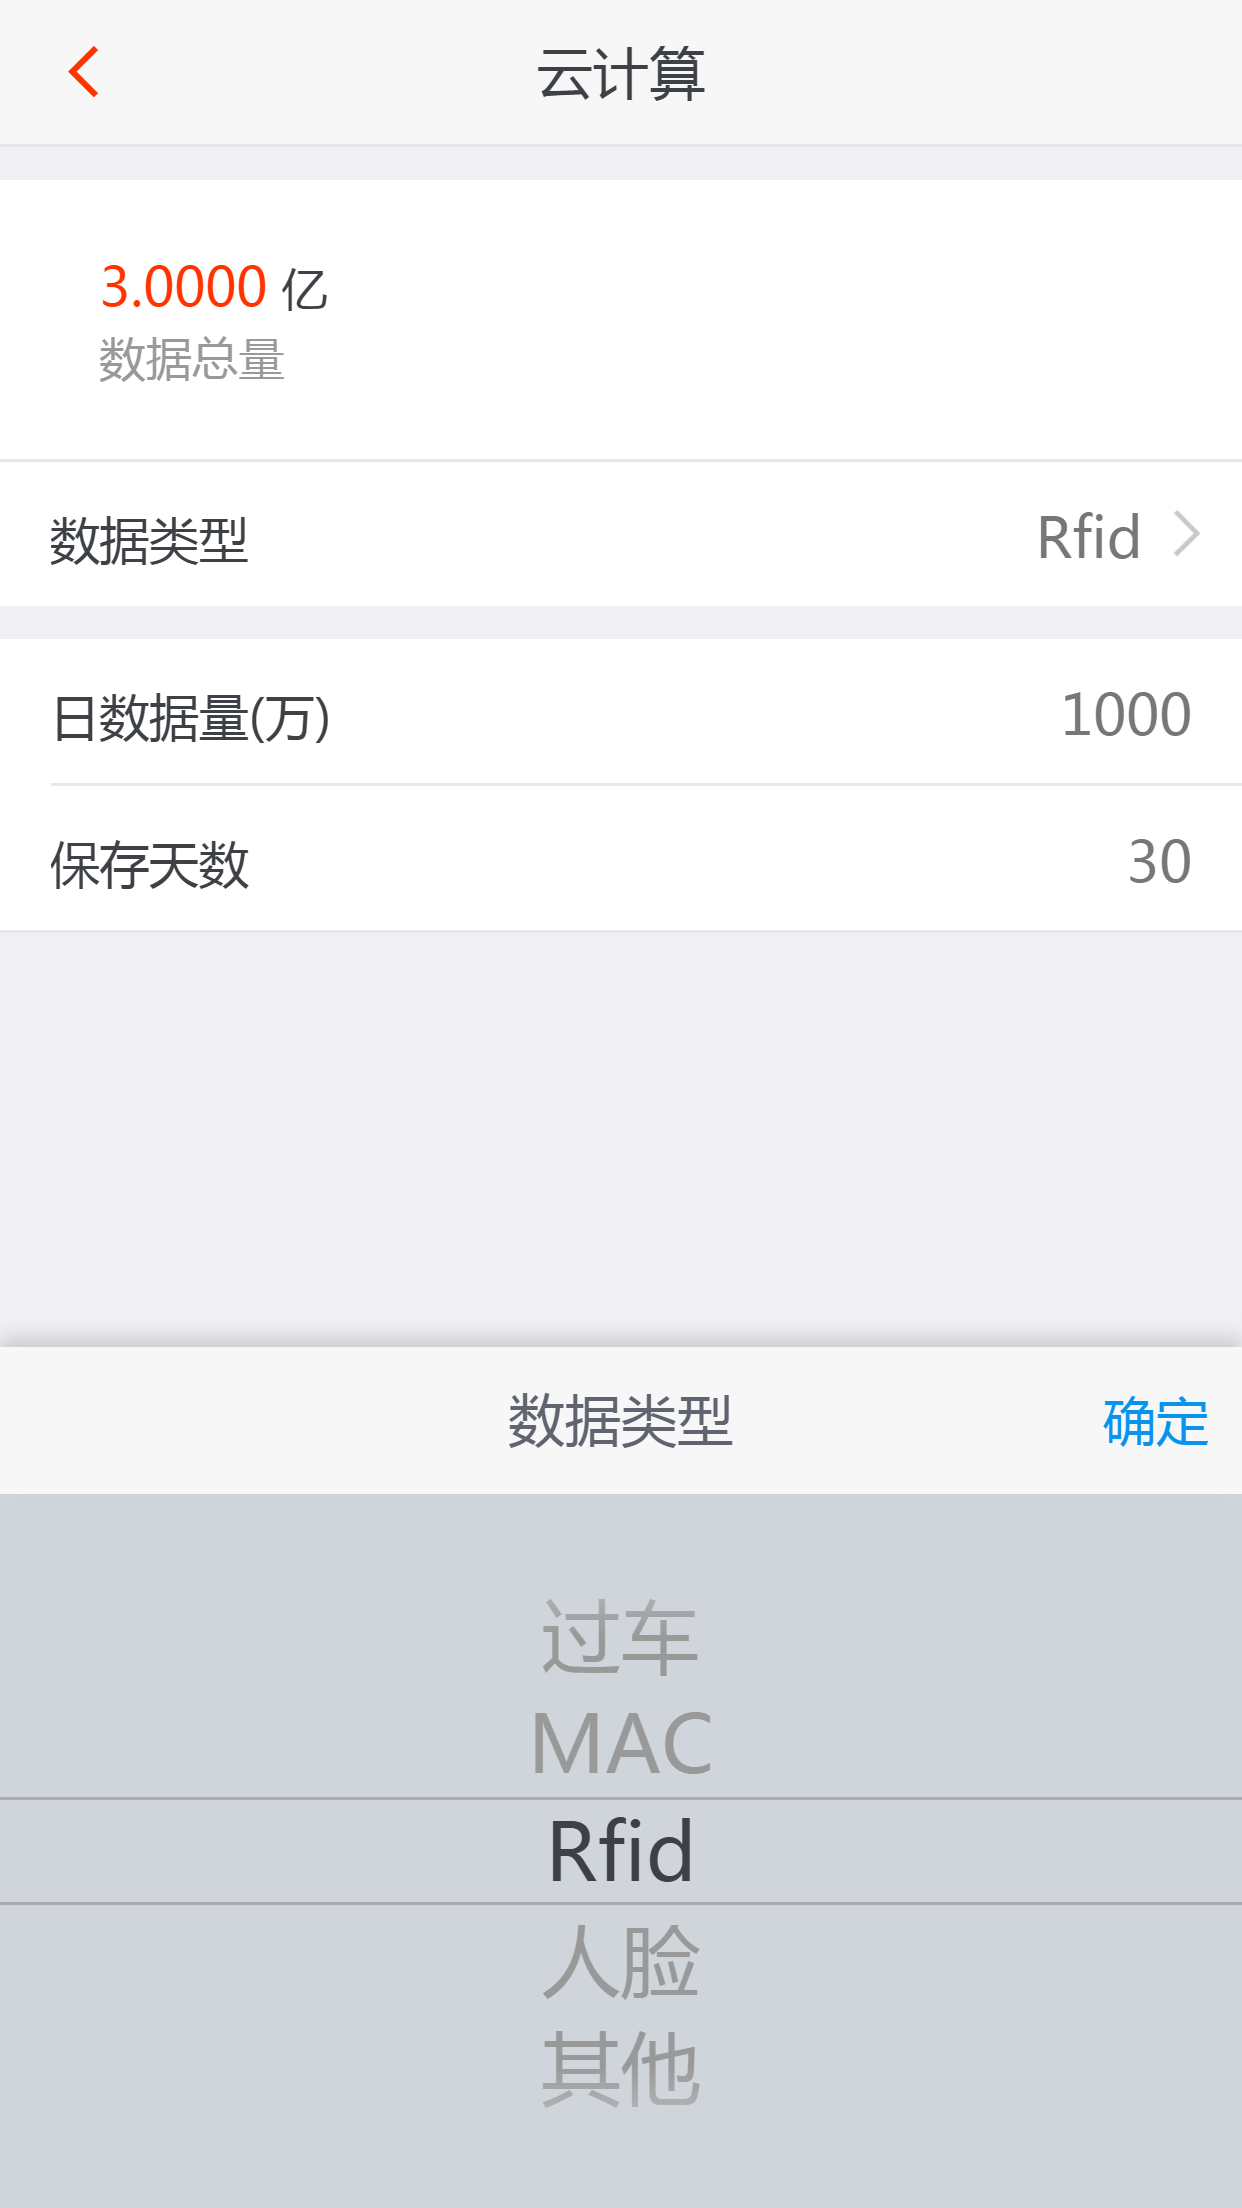 云计算
3.0000 亿
数据总量
数据类型 Rfid
日数据量(万) 1000
保存天数 30
数据类型 确定
过车
MAC
Rfid
人脸
其他